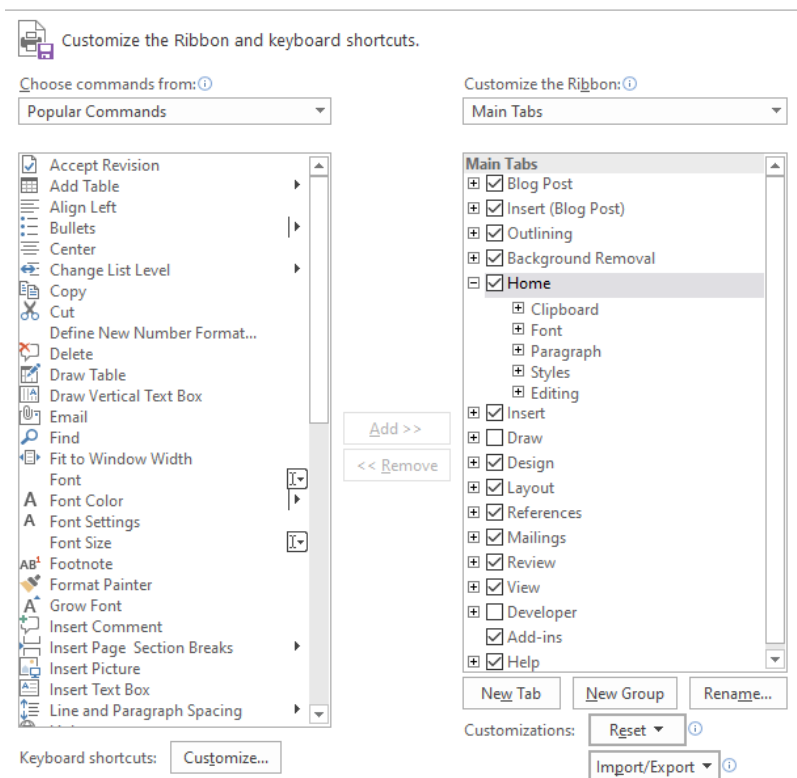 Customize the Ribbon and keyboard shortcuts.
Choose commands from:
Popular Commands
Accept Revision
Add Table
Align Left
Bullets
Center
Change List Level
Copy
Cut
Define New Number Format...
Delete
Draw Table
Draw Vertical Text Box
Email
Find
Fit to Window Width
Font
Font Color
Font Settings
Font Size
Footnote
Format Painter
Grow Font
Insert Comment
Insert Page  Section Breaks
Insert Picture
Insert Text Box
Line and Paragraph Spacing
Keyboard shortcuts: Customize...
Add >>
<< Remove
Customize the Ribbon:
Main Tabs
Main Tabs
Blog Post
Insert (Blog Post)
Outlining
Background Removal
Home
Clipboard
Font
Paragraph
Styles
Editing
Insert
Draw
Design
Layout
References
Mailings
Review
View
Developer
Add-ins
Help
New Tab New Group Rename...
Customizations: Reset
Import/Export